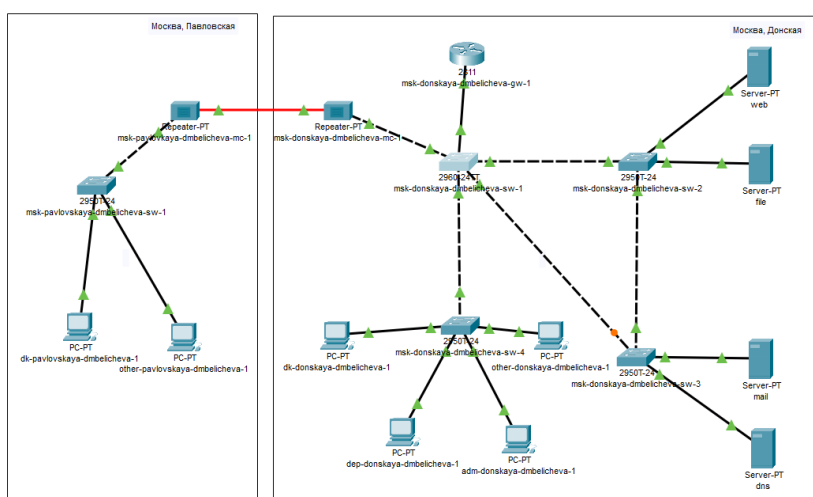 Москва, Павловская
Москва, Донская
2811
msk-donskaya-dmbelicheva-gw-1
Server-PT
web
Repeater-PT
msk-pavlovskaya-dmbelicheva-mc-1
Repeater-PT
msk-donskaya-dmbelicheva-mc-1
2960-24TT
msk-donskaya-dmbelicheva-sw-1
2950T-24
msk-donskaya-dmbelicheva-sw-2
Server-PT
file
2950T-24
msk-pavlovskaya-dmbelicheva-sw-1
PC-PT
dk-pavlovskaya-dmbelicheva-1
PC-PT
other-pavlovskaya-dmbelicheva-1
PC-PT
dk-donskaya-dmbelicheva-1
2950T-24
msk-donskaya-dmbelicheva-sw-4
PC-PT
other-donskaya-dmbelicheva-1
2950T-24
msk-donskaya-dmbelicheva-sw-3
Server-PT
mail
PC-PT
dep-donskaya-dmbelicheva-1
PC-PT
adm-donskaya-dmbelicheva-1
Server-PT
dns